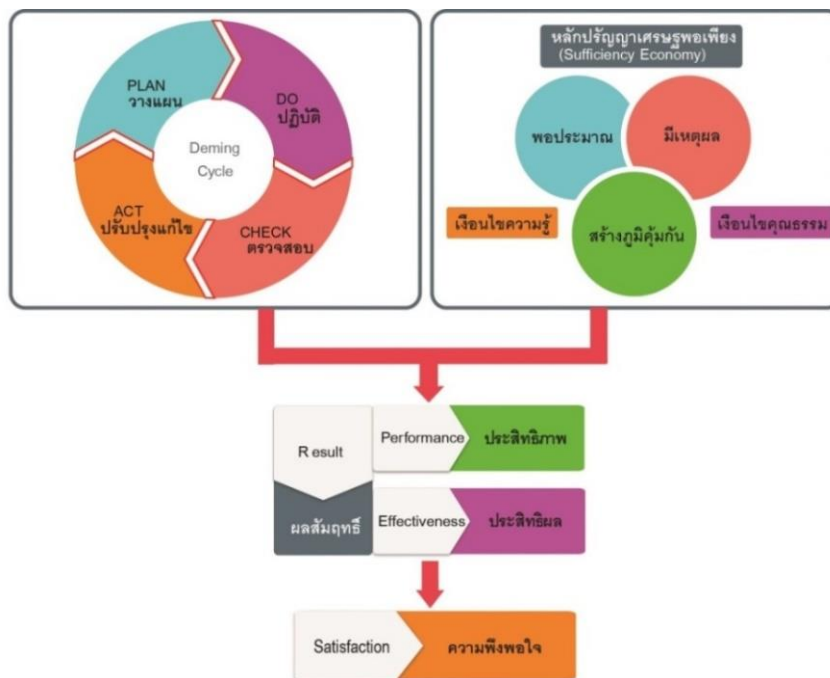 PLAN
วางแผน
DO
ปฏิบัติ
Deming
Cycle
ACT
ปรับปรุงแก้ไข
CHECK
ตรวจสอบ
หลักปรัญญาเศรษฐพอเพียง
(Sufficiency Economy)
พอประมาณ
มีเหตุผล
เงือนไขความรู้
สร้างภูมิคุ้มกัน
เงือนไขคุณธรรม
Result
Performance
ประสิทธิภาพ
ผลสัมฤทธิ์
Effectiveness
ประสิทธิผล
Satisfaction
ความพึงพอใจ